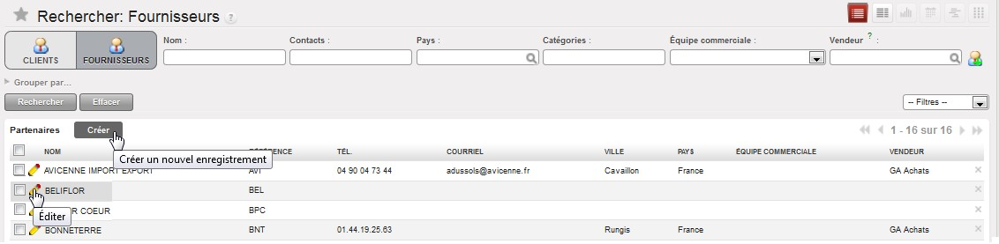 Rechercher: Fournisseurs ?
Nom : Contacts : Pays : Catégories : Équipe commerciale : Vendeur ? :
CLIENTS FOURNISSEURS
Grouper par...
Rechercher Effacer -- Filtres --
Partenaires Créer 1 - 16 sur 16
Créer un nouvel enregistrement
NOM TÉL. COURRIEL VILLE PAYS ÉQUIPE COMMERCIALE VENDEUR
AVICENNE IMPORT EXPORT AVI 04 90 04 73 44 adussols@avicenne.fr Cavaillon France GA Achats
BELIFLOR BEL
Éditer
COEUR BPC
BONNETERRE BNT 01.44.19.25.63 Rungis France GA Achats